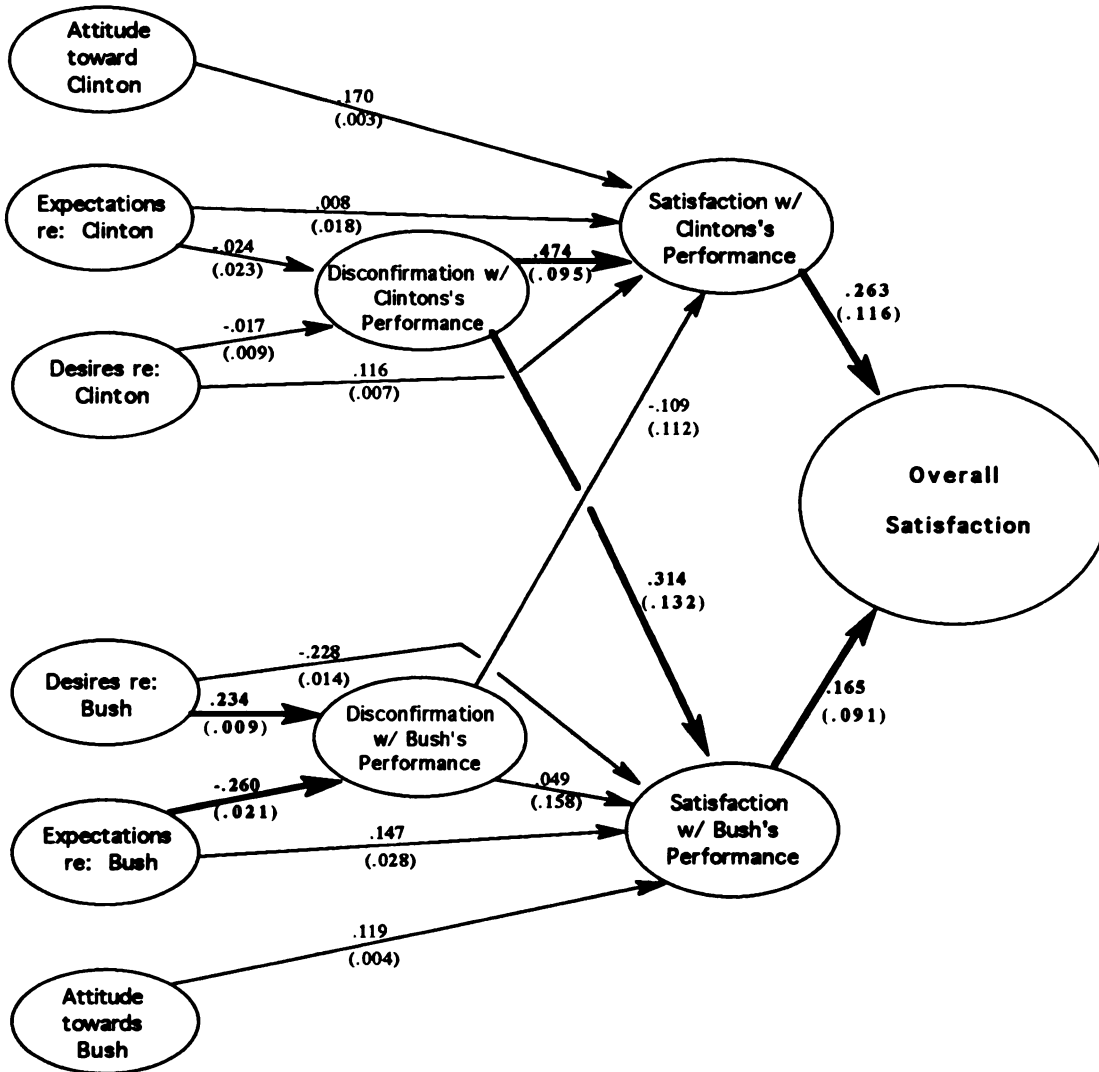 Attitude
toward
Clinton
.170
(.003)
Expectations
re: Clinton
.008
(.018)
-.024
(.023)
Satisfaction w/
Clintons's
Performance
.474
(.095)
Disconfirmation w/
Clintons's
Performance
-.017
(.009)
Desires re:
Clinton
.116
(.007)
.263
(.116)
-.109
(.112)
Overall
Satisfaction
.314
(.132)
Desires re:
Bush
-.228
(.014)
.234
(.009)
Disconfirmation
w/ Bush's
Performance
.165
(.091)
-.260
(.021)
.049
(.158)
Expectations
re: Bush
.147
(.028)
Satisfaction
w/ Bush's
Performance
.119
(.004)
Attitude
towards
Bush